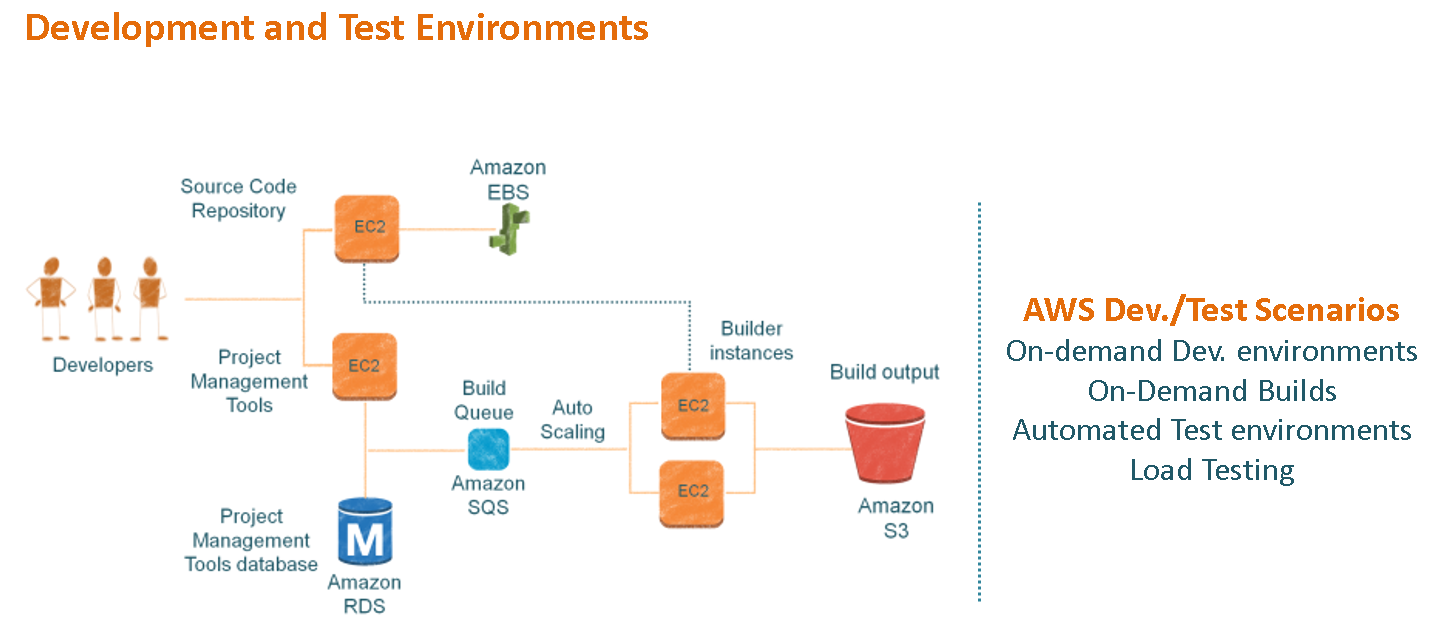 Development and Test Environments
Amazon
EBS
Source Code
Repository
EC2
Developers
Project
Management
Tools
EC2
Build
Queue
Amazon
SQS
Auto
Scaling
Builder
instances
EC2
EC2
Build output
Amazon
S3
Project
Management
Tools database
M
Amazon
RDS
AWS Dev./Test Scenarios
On-demand Dev. environments
On-Demand Builds
Automated Test environments
Load Testing